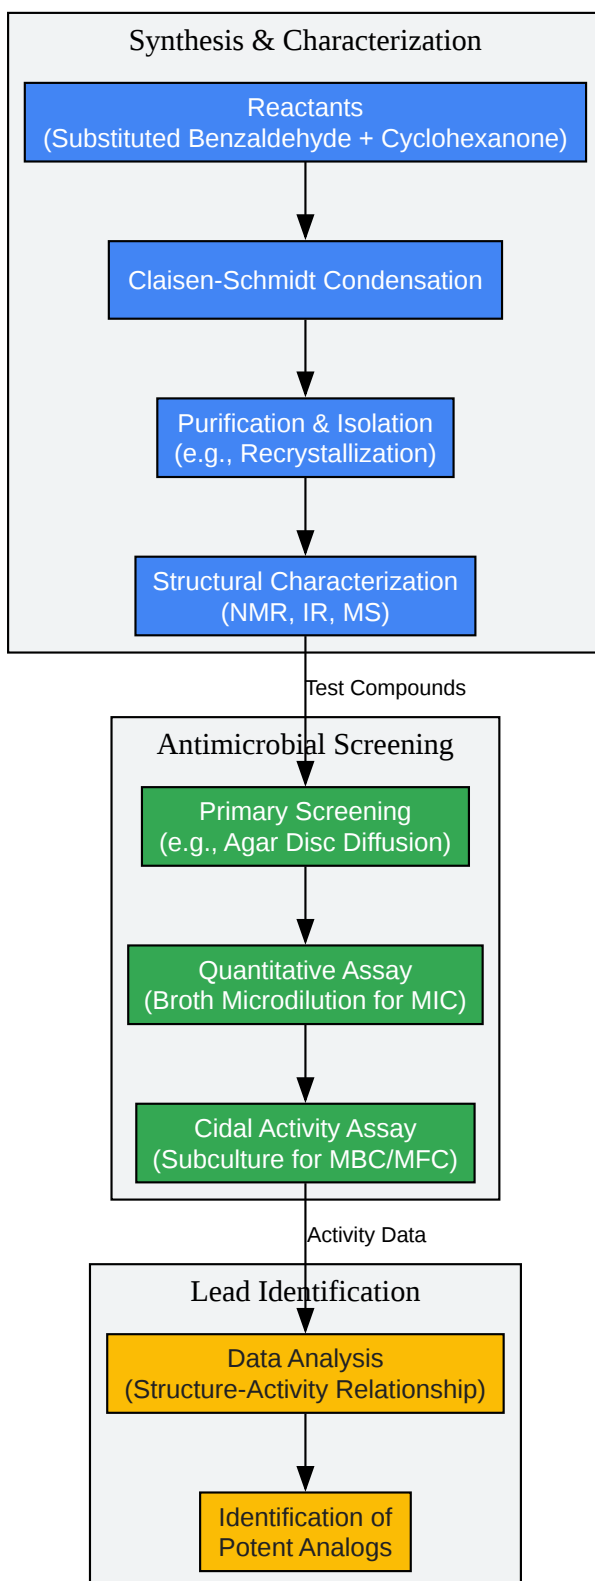 Synthesis & Characterization
Reactants
(Substituted Benzaldehyde + Cyclohexanone)
Claisen-Schmidt Condensation
Purification & Isolation
(e.g., Recrystallization)
Structural Characterization
(NMR, IR, MS)
Test Compounds
Antimicrobial Screening
Primary Screening
(e.g., Agar Disc Diffusion)
Quantitative Assay
(Broth Microdilution for MIC)
Cidal Activity Assay
(Subculture for MBC/MFC)
Activity Data
Lead Identification
Data Analysis
(Structure-Activity Relationship)
Identification of
Potent Analogs